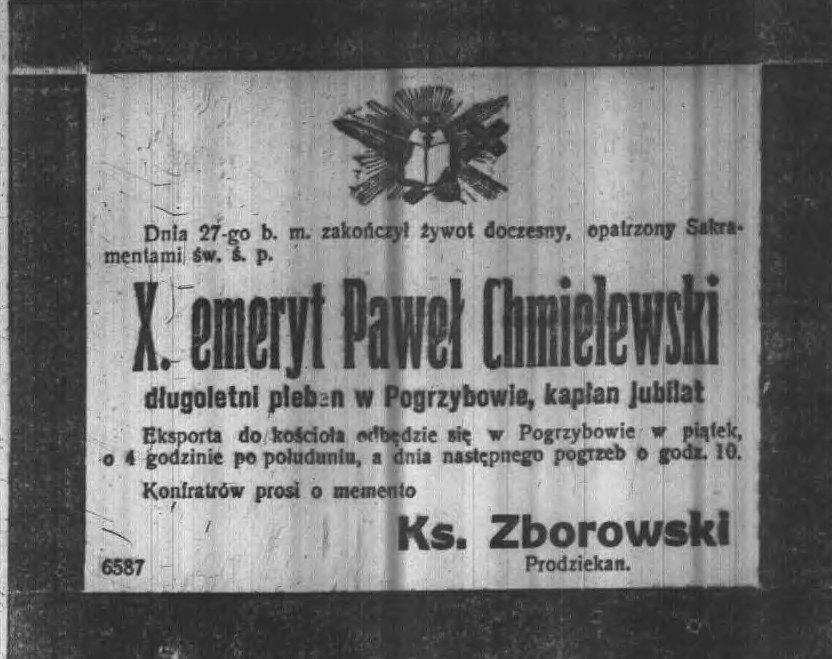 Dnia 27-go b. m. zakończył żywot doczesny, opatrzony Sakra-
mentami św. ś. p.
X. emeryt Paweł Chmielewski
długoletni pleban w Pogrzybowie, kapłan jubilat
Eksporta do kościoła odbędzie się w Pogrzybowie w piątek,
o 4 godzinie po południu, a dnia następnego pogrzeb o godz. 10.
Konfratrów prosi o memento
Ks. Zborowski
Prodziekan.
6587